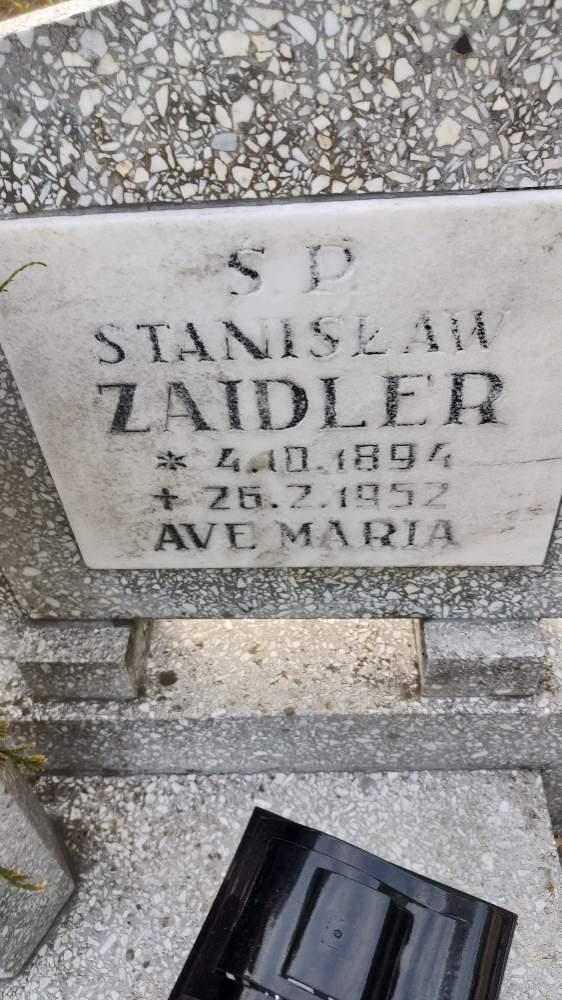 S P
STANISŁAW
ZAIDLER
* 4.10.1894
+ 26.2.1952
AVE MARIA